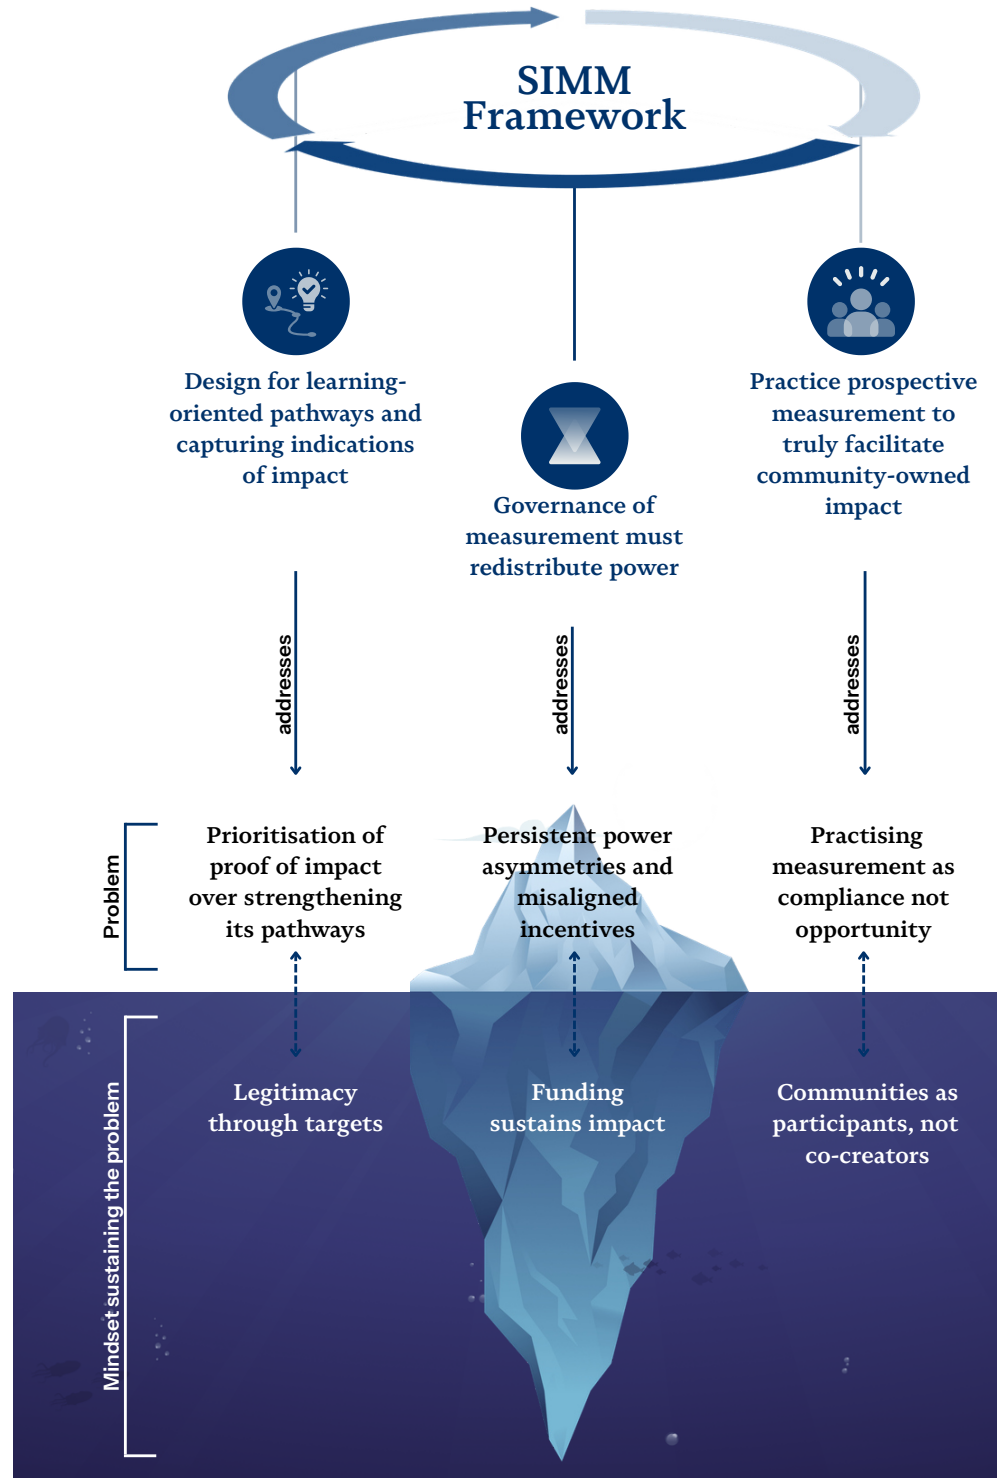 SIMM
Framework
Design for learning-
oriented pathways and
capturing indications
of impact
Governance of
measurement must
redistribute power
Practice prospective
measurement to
truly facilitate
community-owned
impact
addresses
addresses
addresses
Problem
Prioritisation of
proof of impact
over strengthening
its pathways
Persistent power
asymmetries and
misaligned
incentives
Practising
measurement as
compliance not
opportunity
Mindset sustaining the problem
Legitimacy
through targets
Funding
sustains impact
Communities as
participants, not
co-creators